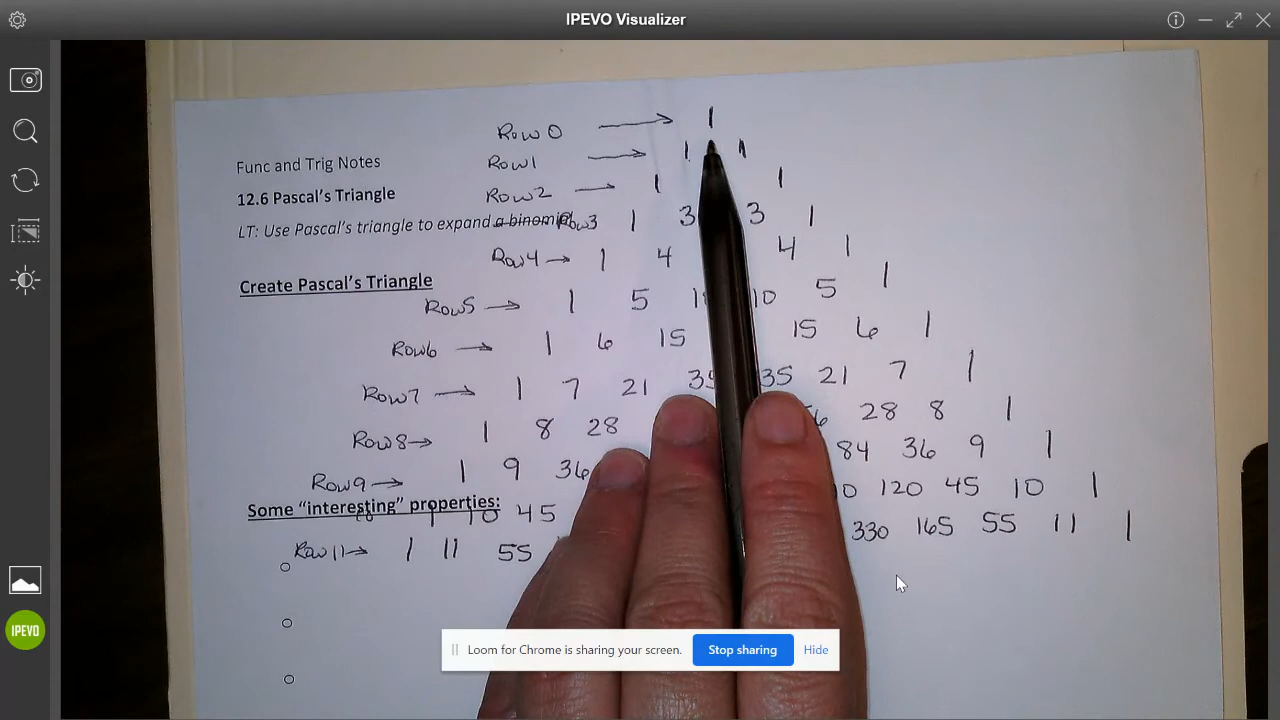 IPEVO Visualizer
Row 0 → 1
Func and Trig Notes
Row 1 → 1 1
12.6 Pascal's Triangle
Row 2 → 1 1
LT: Use Pascal's triangle to expand a binomial
Row 3 1 3 3 1
Row 4 → 1 4 4 1
Create Pascal's Triangle
Row 5 → 1 5 10 5 1
Row 6 → 1 6 15 15 6 1
Row 7 → 1 7 21 35 35 21 7 1
Row 8 → 1 8 28 28 8 1
Row 9 → 1 9 36 84 36 9 1
Some "interesting" properties:
1 10 45 120 45 10 1
Row 11 → 1 11 55 330 165 55 11 1
IPEVO
Loom for Chrome is sharing your screen. Stop sharing Hide